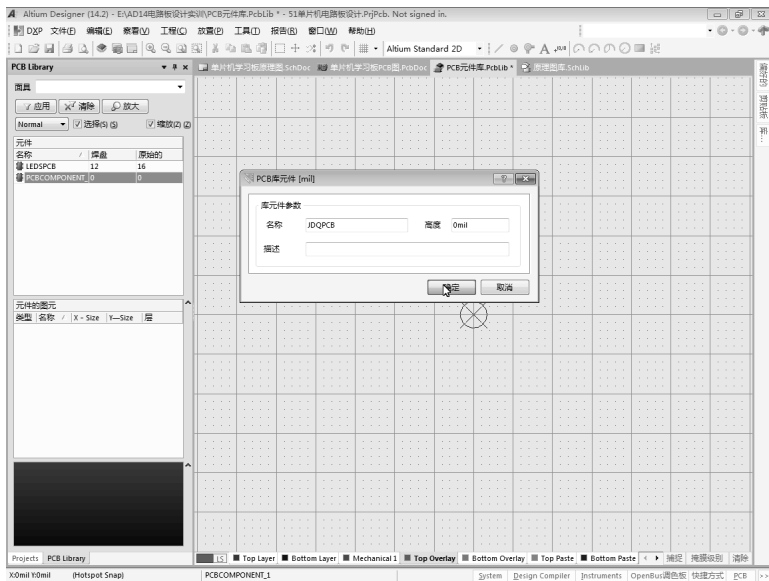 Altium Designer (14.2) - E:\AD14电路板设计实训\PCB元件库.PcbLib * - 51单片机电路板设计.PrjPcb. Not signed in.
DXP 文件(F) 编辑(E) 察看(V) 工程(C) 放置(P) 工具(T) 报告(R) 窗口(W) 帮助(H)
Altium Standard 2D
PCB Library
单片机学习板原理图.SchDoc 单片机学习板PCB图.PcbDoc PCB元件库.PcbLib * 原理图库.SchLib
面具
应用 清除 放大
Normal 选择(S) (S) 缩放(Z) (Z)
元件
名称 / 焊盘 原始的
LEDSPCB 12 16
PCBCOMPONENT_ 0 0
PCB库元件 [mil]
库元件参数
名称 JDQPCB 高度 0mil
描述
确定 取消
元件的图元
类型 名称 / X - Size Y—Size 层
Projects PCB Library
LS Top Layer Bottom Layer Mechanical 1 Top Overlay Bottom Overlay Top Paste Bottom Paste 捕捉 掩膜级别 清除
X:0mil Y:0mil (Hotspot Snap) PCBCOMPONENT_1 System Design Compiler Instruments OpenBus调色板 快捷方式 PCB >>